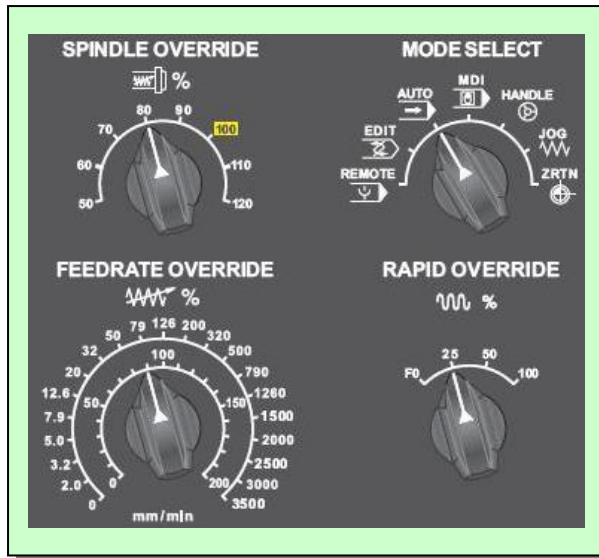 SPINDLE OVERRIDE
%
50 60 70 80 90 100 110 120
MODE SELECT
REMOTE EDIT AUTO MDI HANDLE JOG ZRTN
FEEDRATE OVERRIDE
%
0 2.0 3.2 5.0 7.9 12.6 20 32 50 79 126 200 320 500 790 1260 1500 2000 2500 3000 3500
0 50 100 150 200
mm/min
RAPID OVERRIDE
%
F0 25 50 100